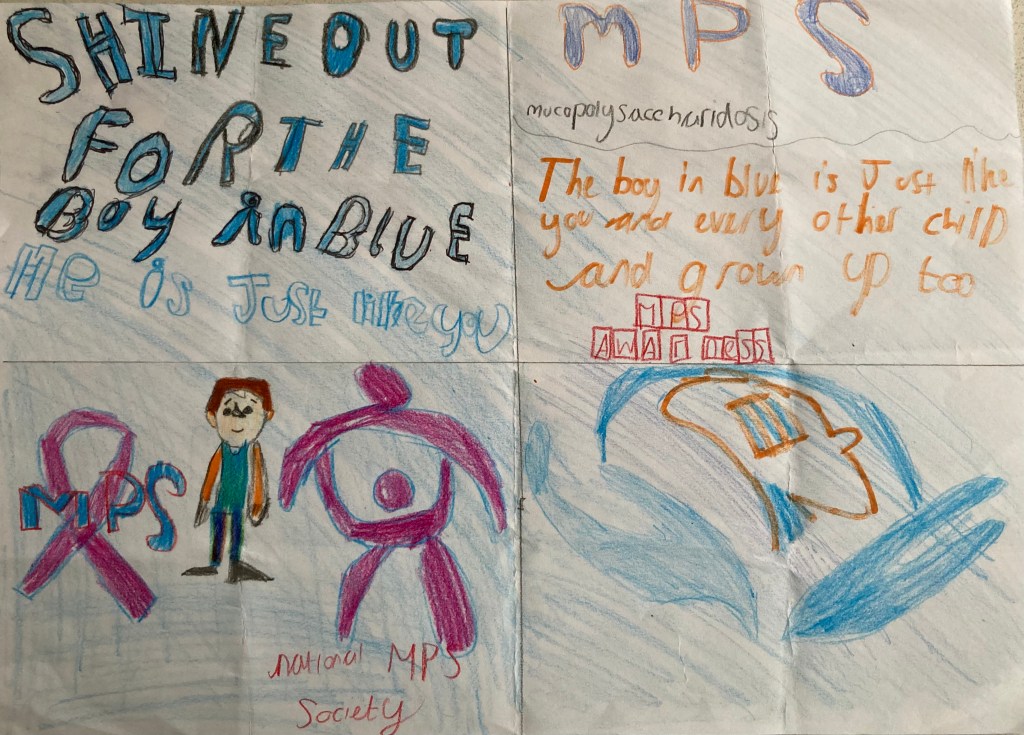 SHINE OUT
FOR THE
Boy in BLUE
He is Just like you
MPS
mucopolysaccharidosis
The boy in blue is Just like
you and every other child
and grown up too
MPS
AWARNESS
MPS
national MPS
Society